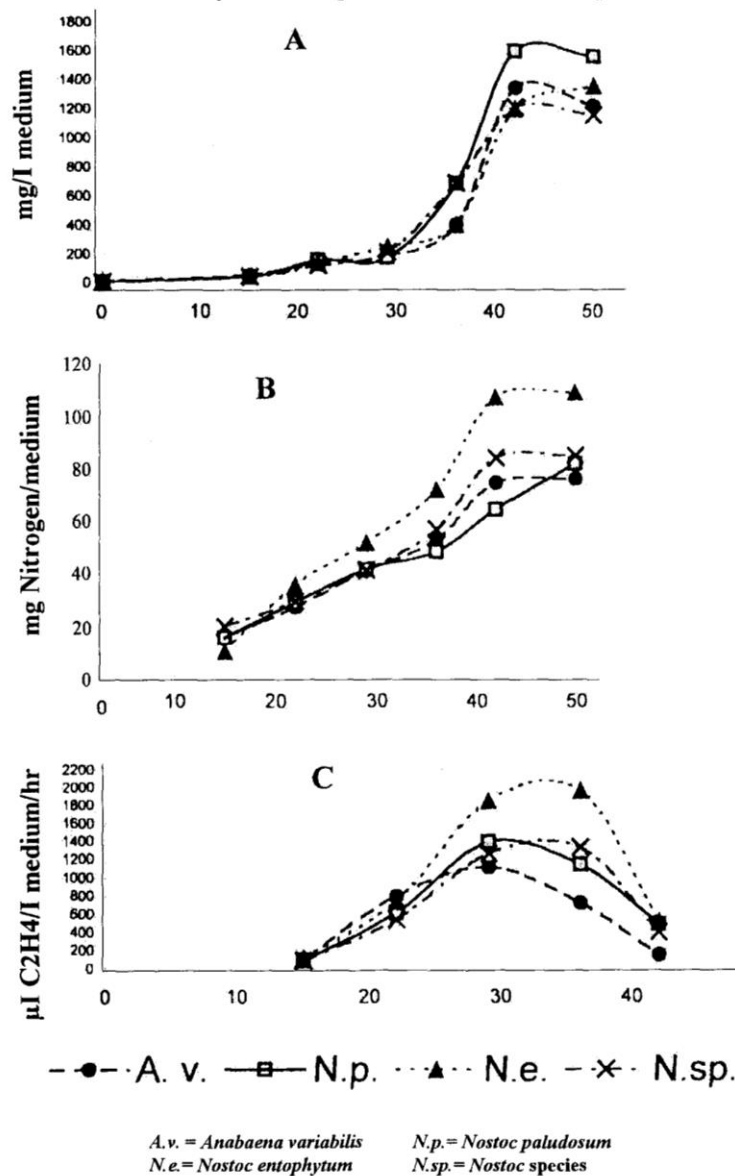 A
1800
1600
1400
1200
1000
800
600
400
200
0
mg/l medium
0 10 20 30 40 50
B
120
100
80
60
40
20
0
mg Nitrogen/medium
0 10 20 30 40 50
C
2200
2000
1800
1600
1400
1200
1000
800
600
400
200
0
µl C2H4/l medium/hr
0 10 20 30 40
A. v. N.p. N.e. N.sp.
A.v. = Anabaena variabilis N.p.= Nostoc paludosum
N.e.= Nostoc entophytum N.sp.= Nostoc species